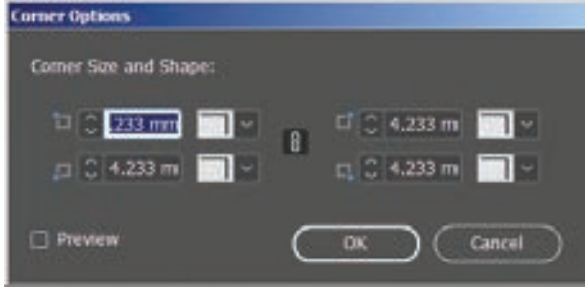 Corner Options
Corner Size and Shape:
.233 mm 4.233 m
4.233 m 4.233 m
Preview OK Cancel